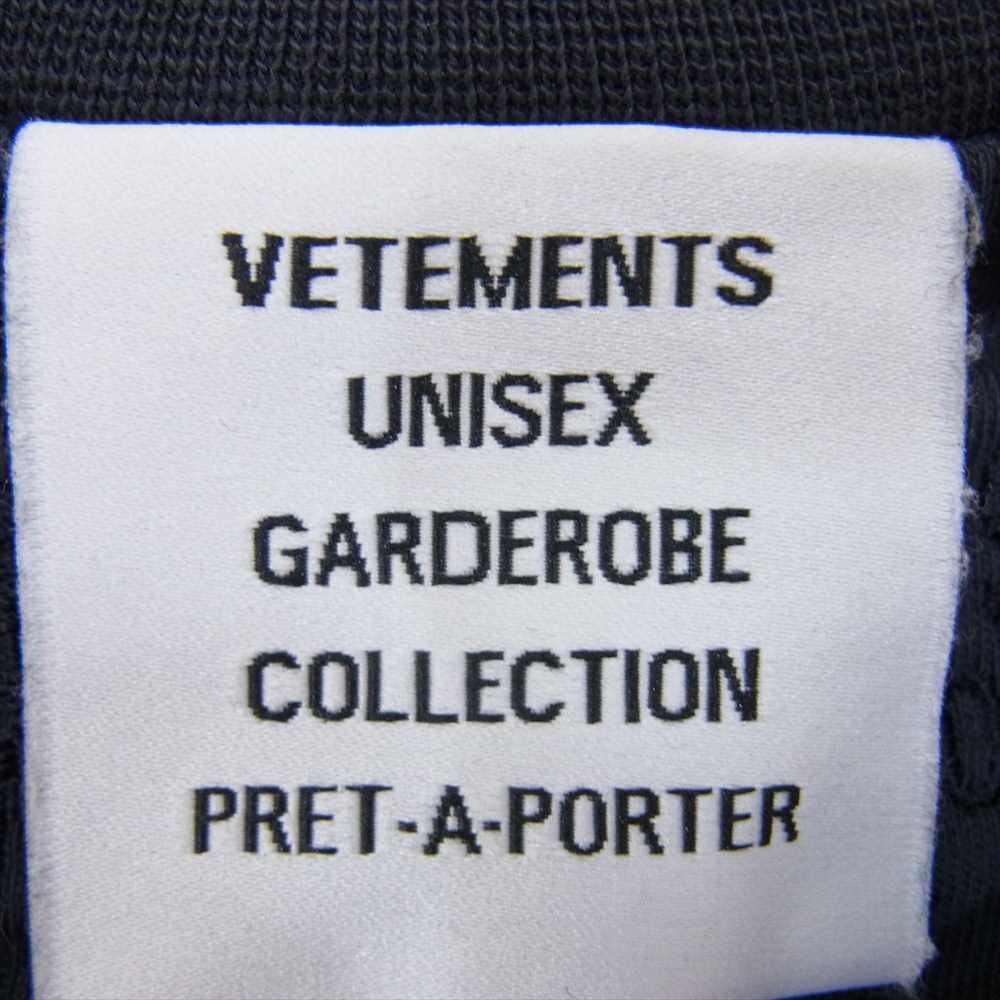 VETEMENTS
UNISEX
GARDEROBE
COLLECTION
PRET-A-PORTER